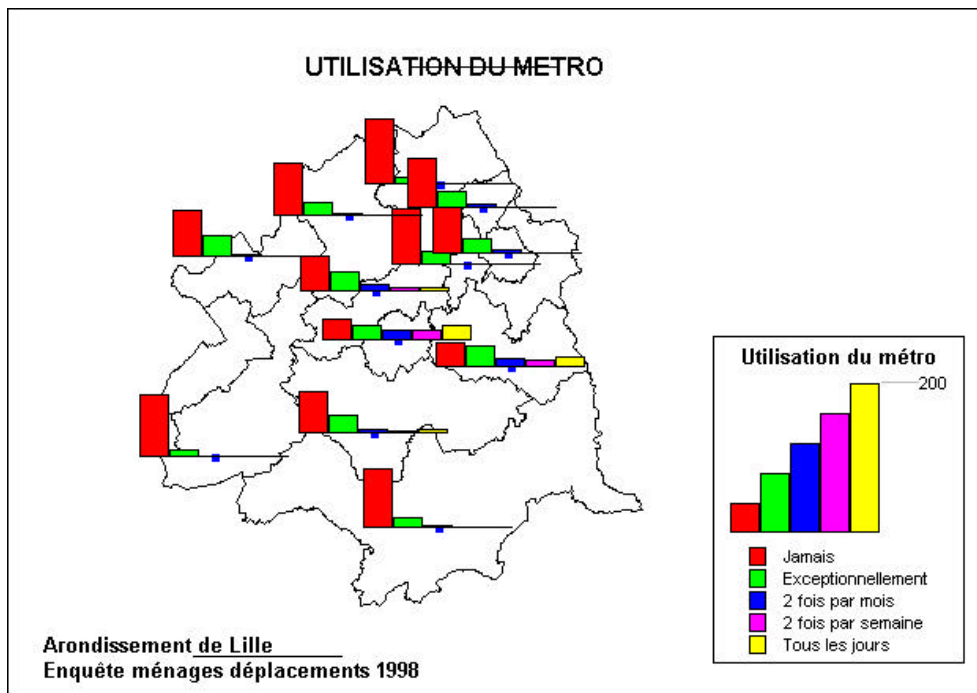 UTILISATION DU METRO
Utilisation du métro
200
Jamais
Exceptionnellement
2 fois par mois
2 fois par semaine
Tous les jours
Arondissement de Lille
Enquête ménages déplacements 1998